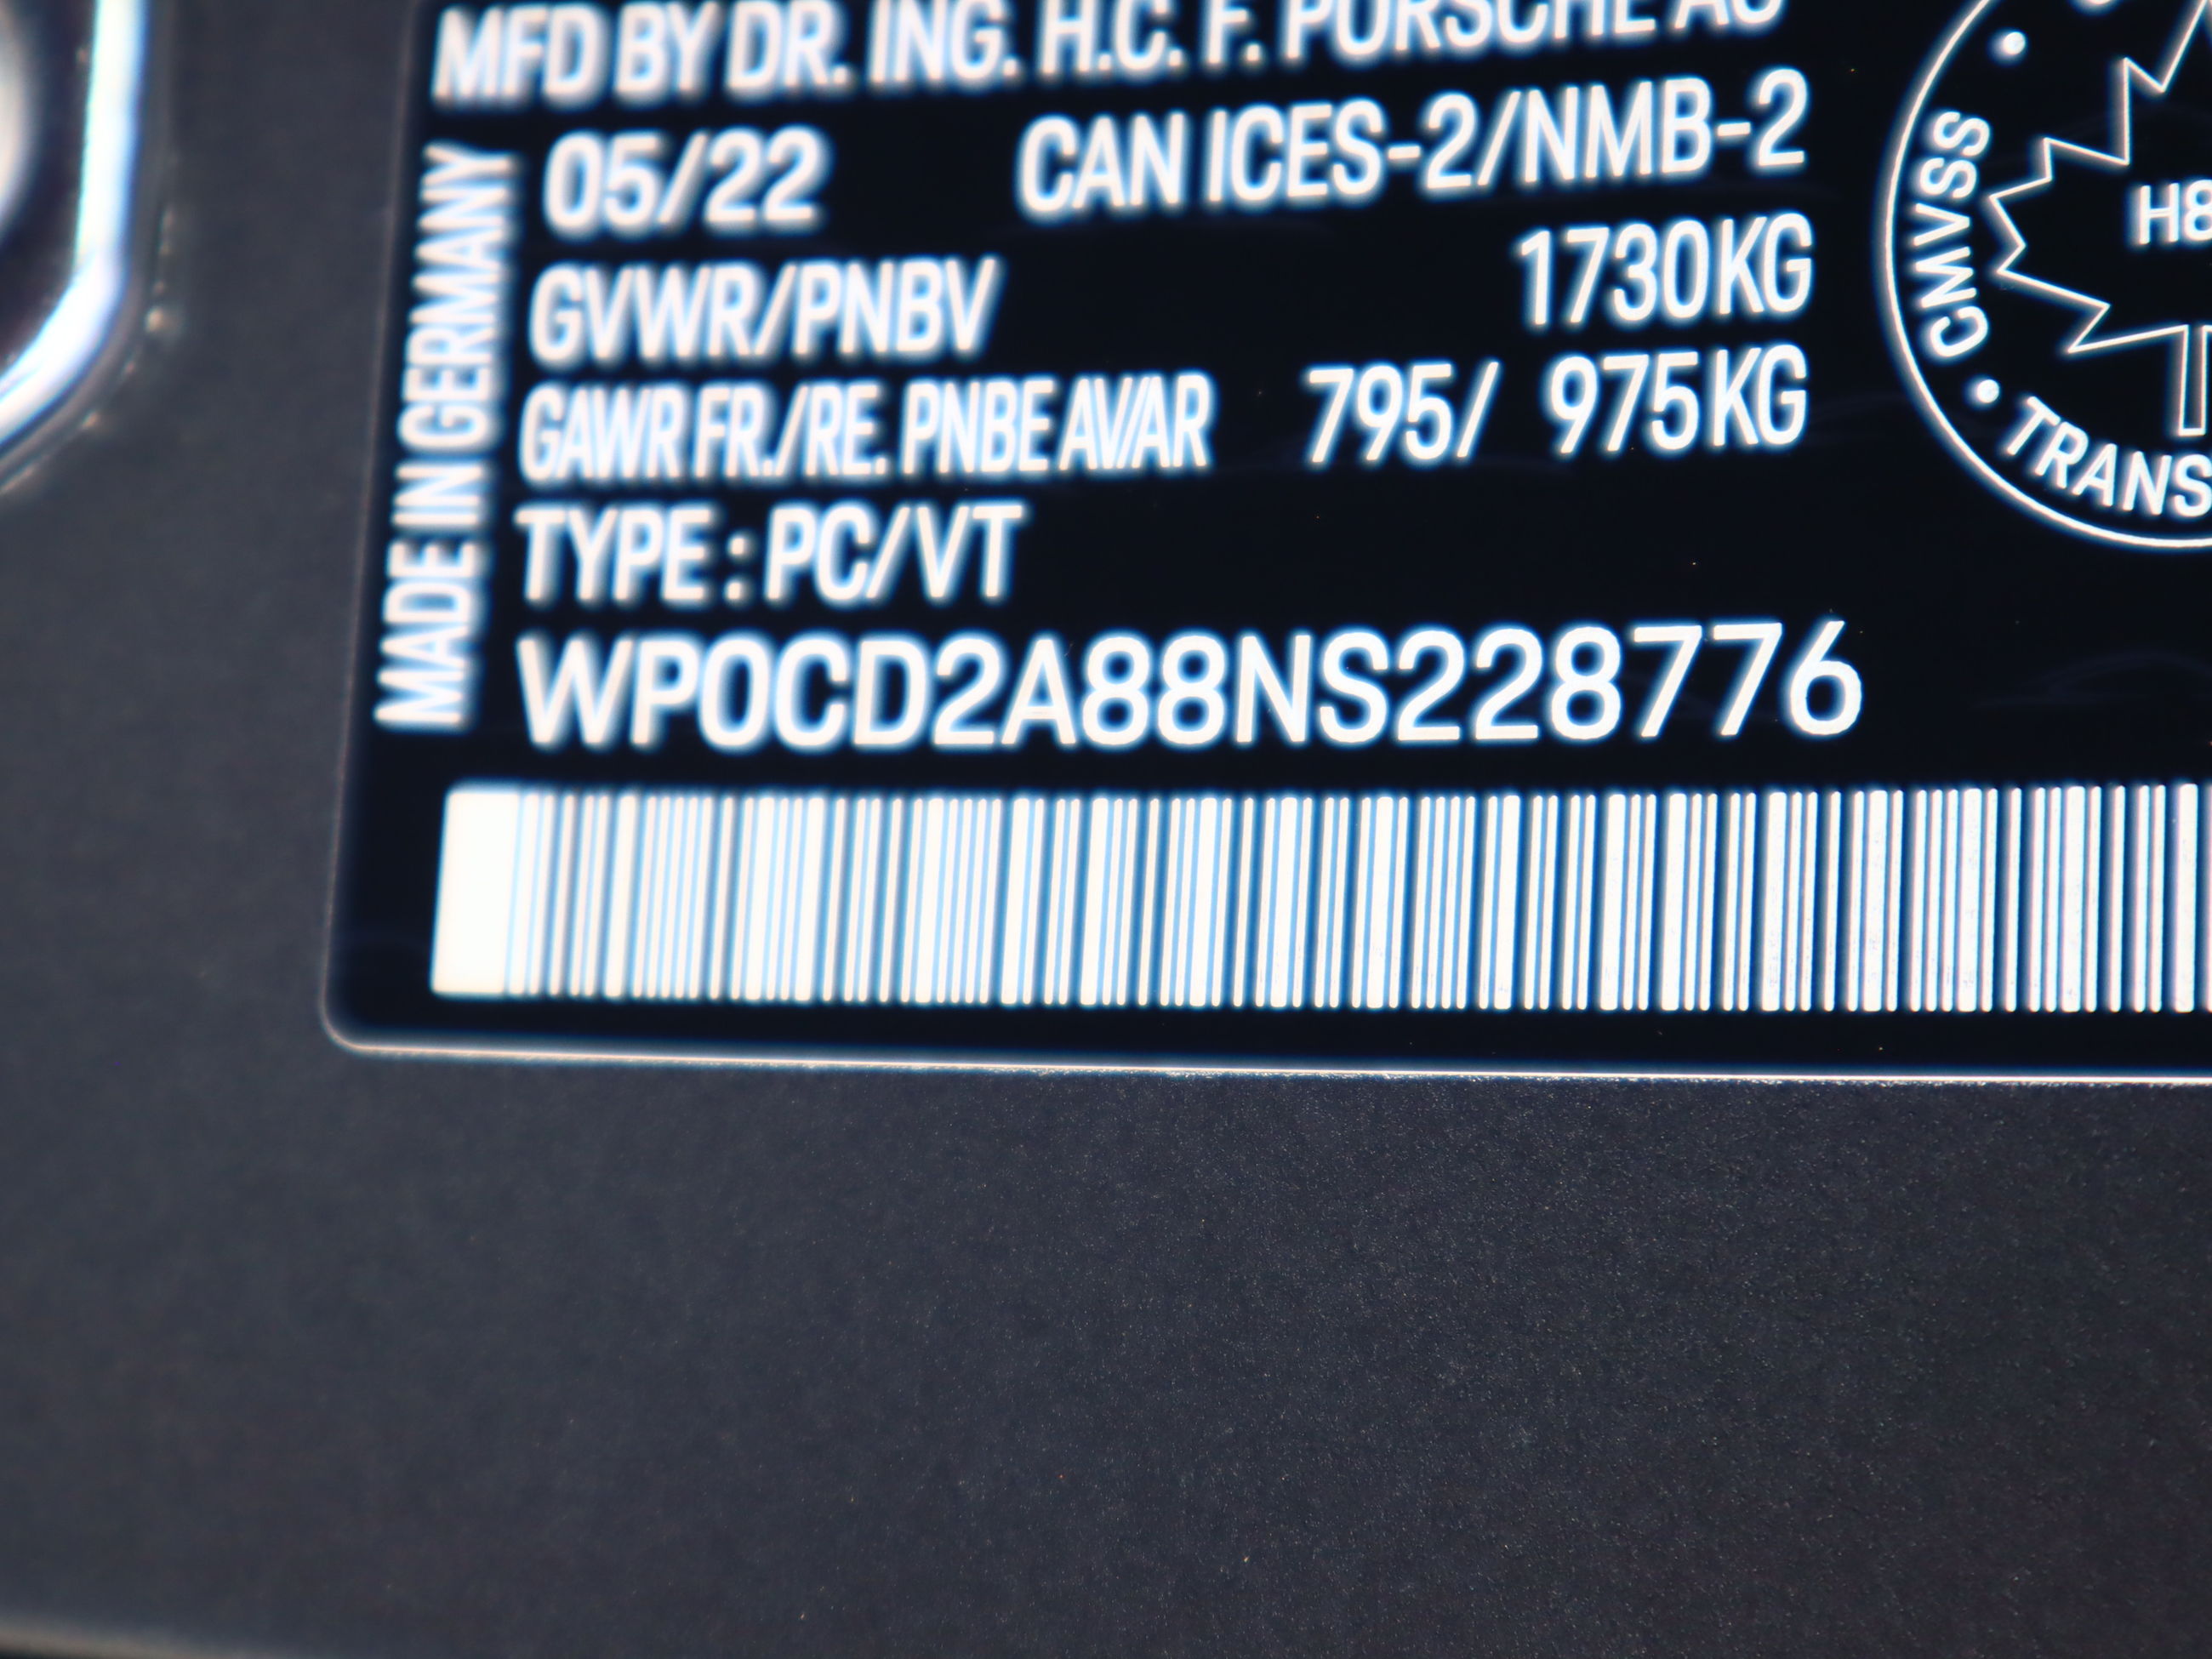 MFD BY DR. ING. H.C. F. PORSCHE AG
05/22 CAN ICES-2/NMB-2
GVWR/PNBV 1730KG
GAWR FR./RE. PNBE AV/AR 795/ 975KG
TYPE : PC/VT
WP0CD2A88NS228776
MADE IN GERMANY
CMVSS • TRANS
H8